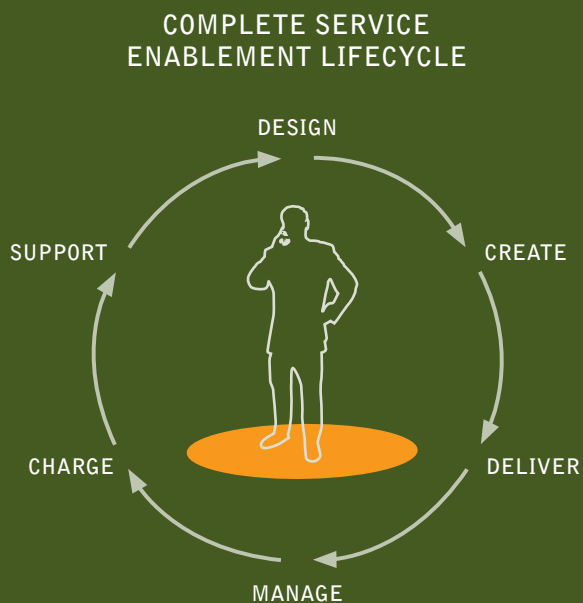 COMPLETE SERVICE
ENABLEMENT LIFECYCLE
DESIGN
CREATE
DELIVER
MANAGE
CHARGE
SUPPORT